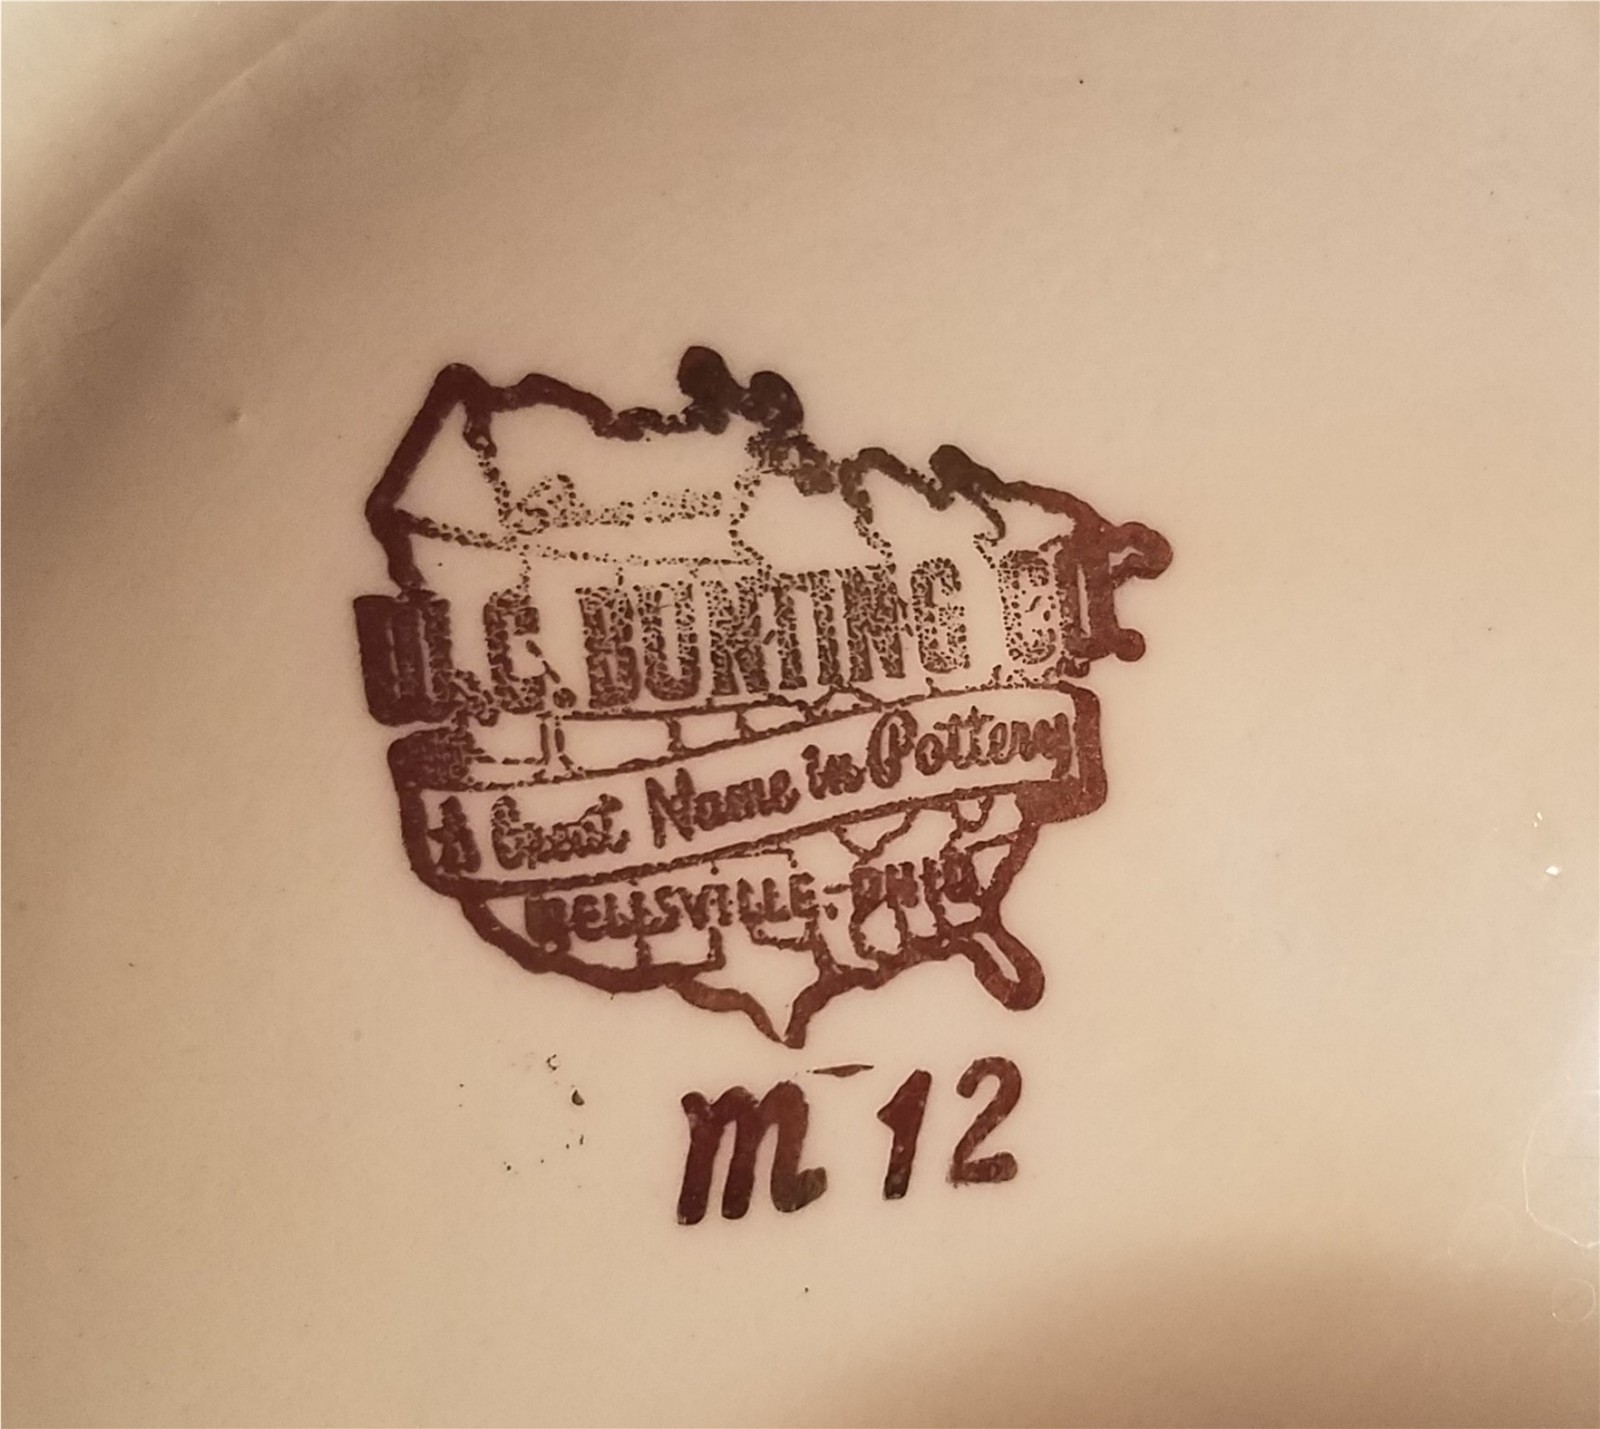 W.C. BUNTING CO.
A Great Name in Pottery
WELLSVILLE, OHIO
m 12